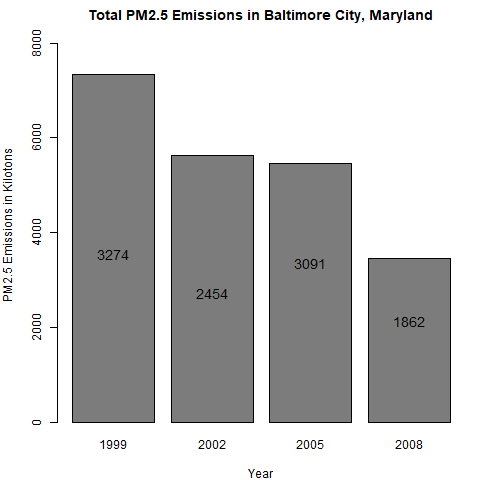 Total PM2.5 Emissions in Baltimore City, Maryland
PM2.5 Emissions in Kilotons
8000
6000
4000
2000
0
3274
2454
3091
1862
1999 2002 2005 2008
Year